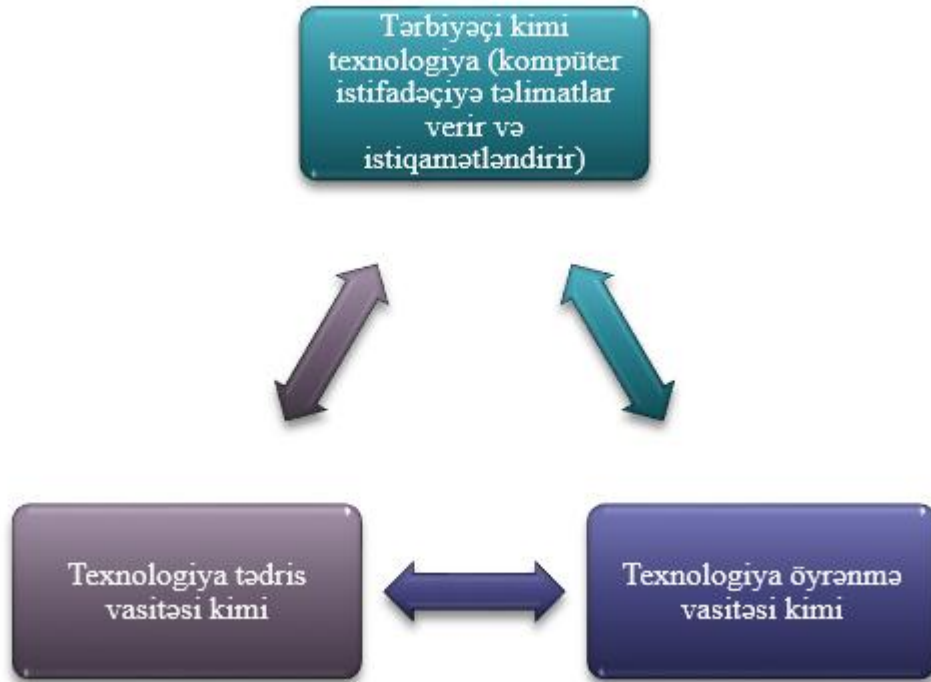 Tərbiyəçi kimi
texnologiya (kompüter
istifadəçiyə təlimatlar
verir və
istiqamətləndirir)
Texnologiya tədris
vasitəsi kimi
Texnologiya öyrənmə
vasitəsi kimi